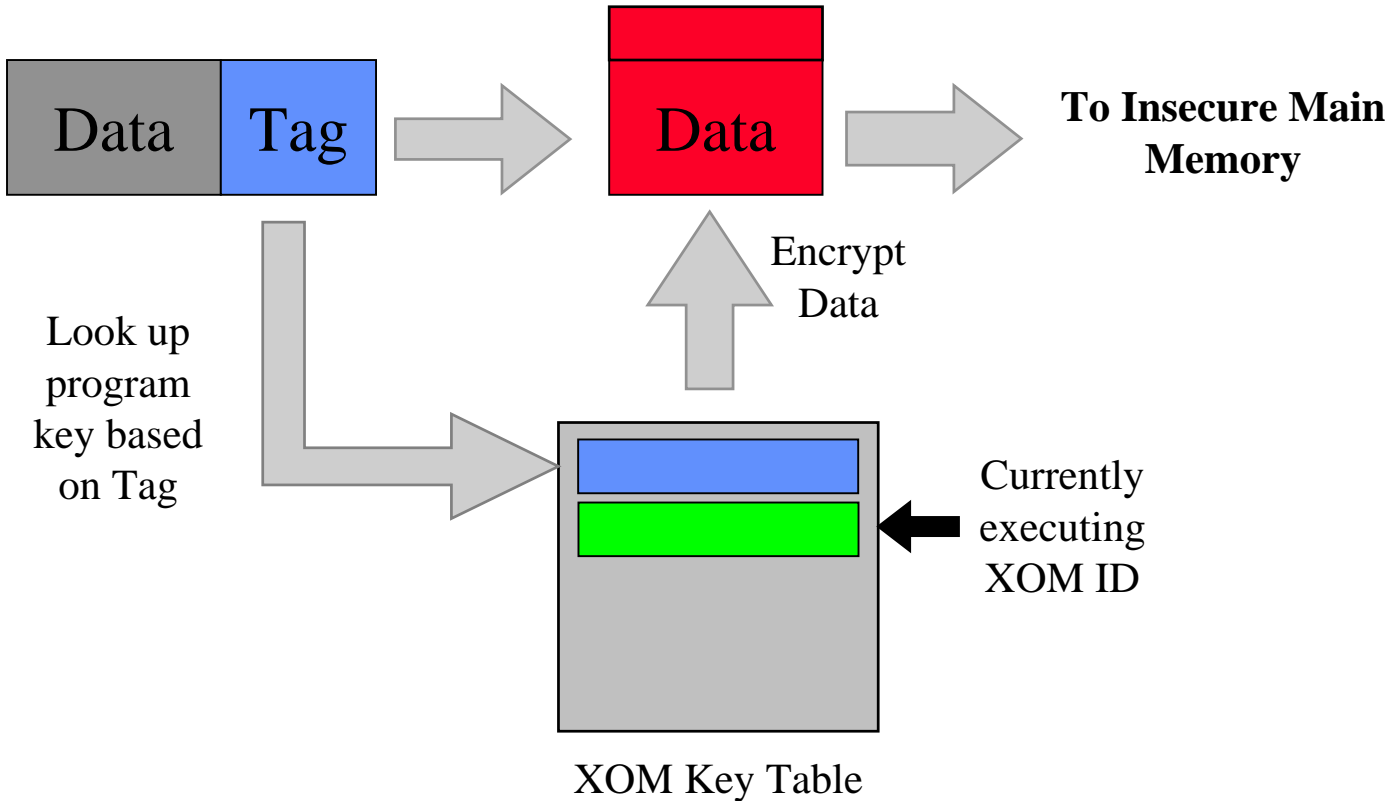 Data
Tag
Data
To Insecure Main
Memory
Encrypt
Data
Look up
program
key based
on Tag
Currently
executing
XOM ID
XOM Key Table